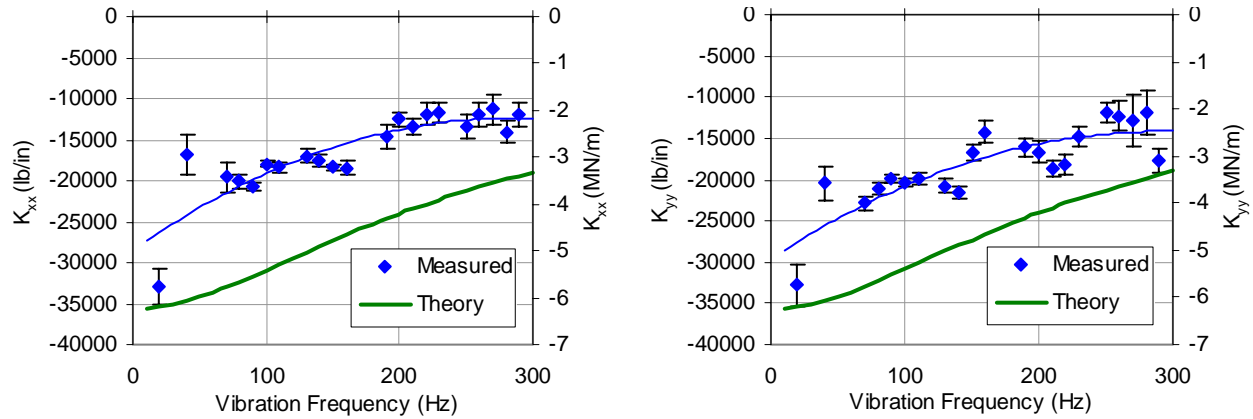 0
-5000
-10000
-15000
-20000
-25000
-30000
-35000
-40000
K_xx (lb/in)
0
-1
-2
-3
-4
-5
-6
-7
K_xx (MN/m)
Measured
Theory
0 100 200 300
Vibration Frequency (Hz)
0
-5000
-10000
-15000
-20000
-25000
-30000
-35000
-40000
K_yy (lb/in)
0
-1
-2
-3
-4
-5
-6
-7
K_yy (MN/m)
Measured
Theory
0 100 200 300
Vibration Frequency (Hz)